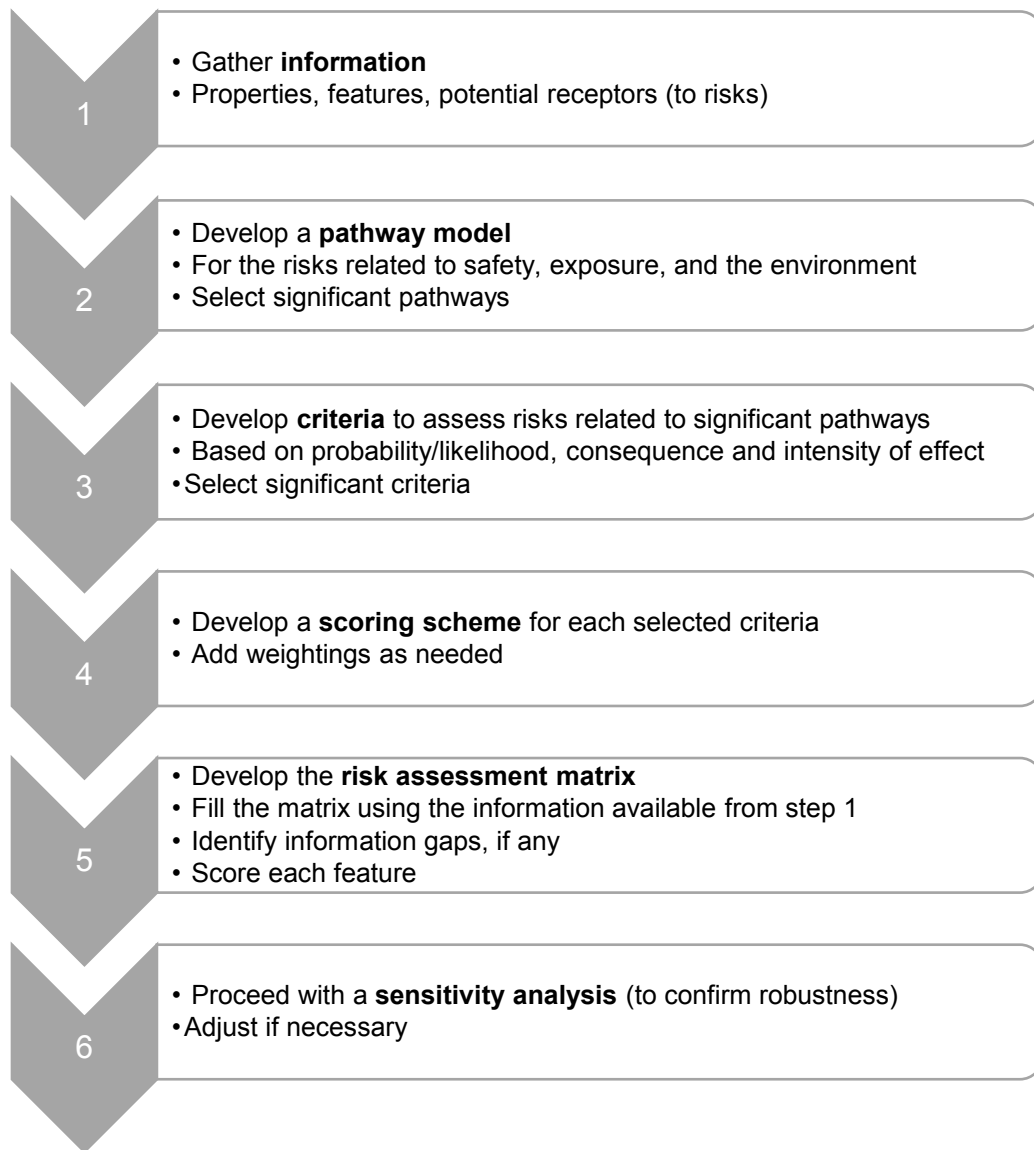 1
• Gather information
• Properties, features, potential receptors (to risks)
2
• Develop a pathway model
• For the risks related to safety, exposure, and the environment
• Select significant pathways
3
• Develop criteria to assess risks related to significant pathways
• Based on probability/likelihood, consequence and intensity of effect
•Select significant criteria
4
• Develop a scoring scheme for each selected criteria
• Add weightings as needed
5
• Develop the risk assessment matrix
• Fill the matrix using the information available from step 1
• Identify information gaps, if any
• Score each feature
6
• Proceed with a sensitivity analysis (to confirm robustness)
•Adjust if necessary